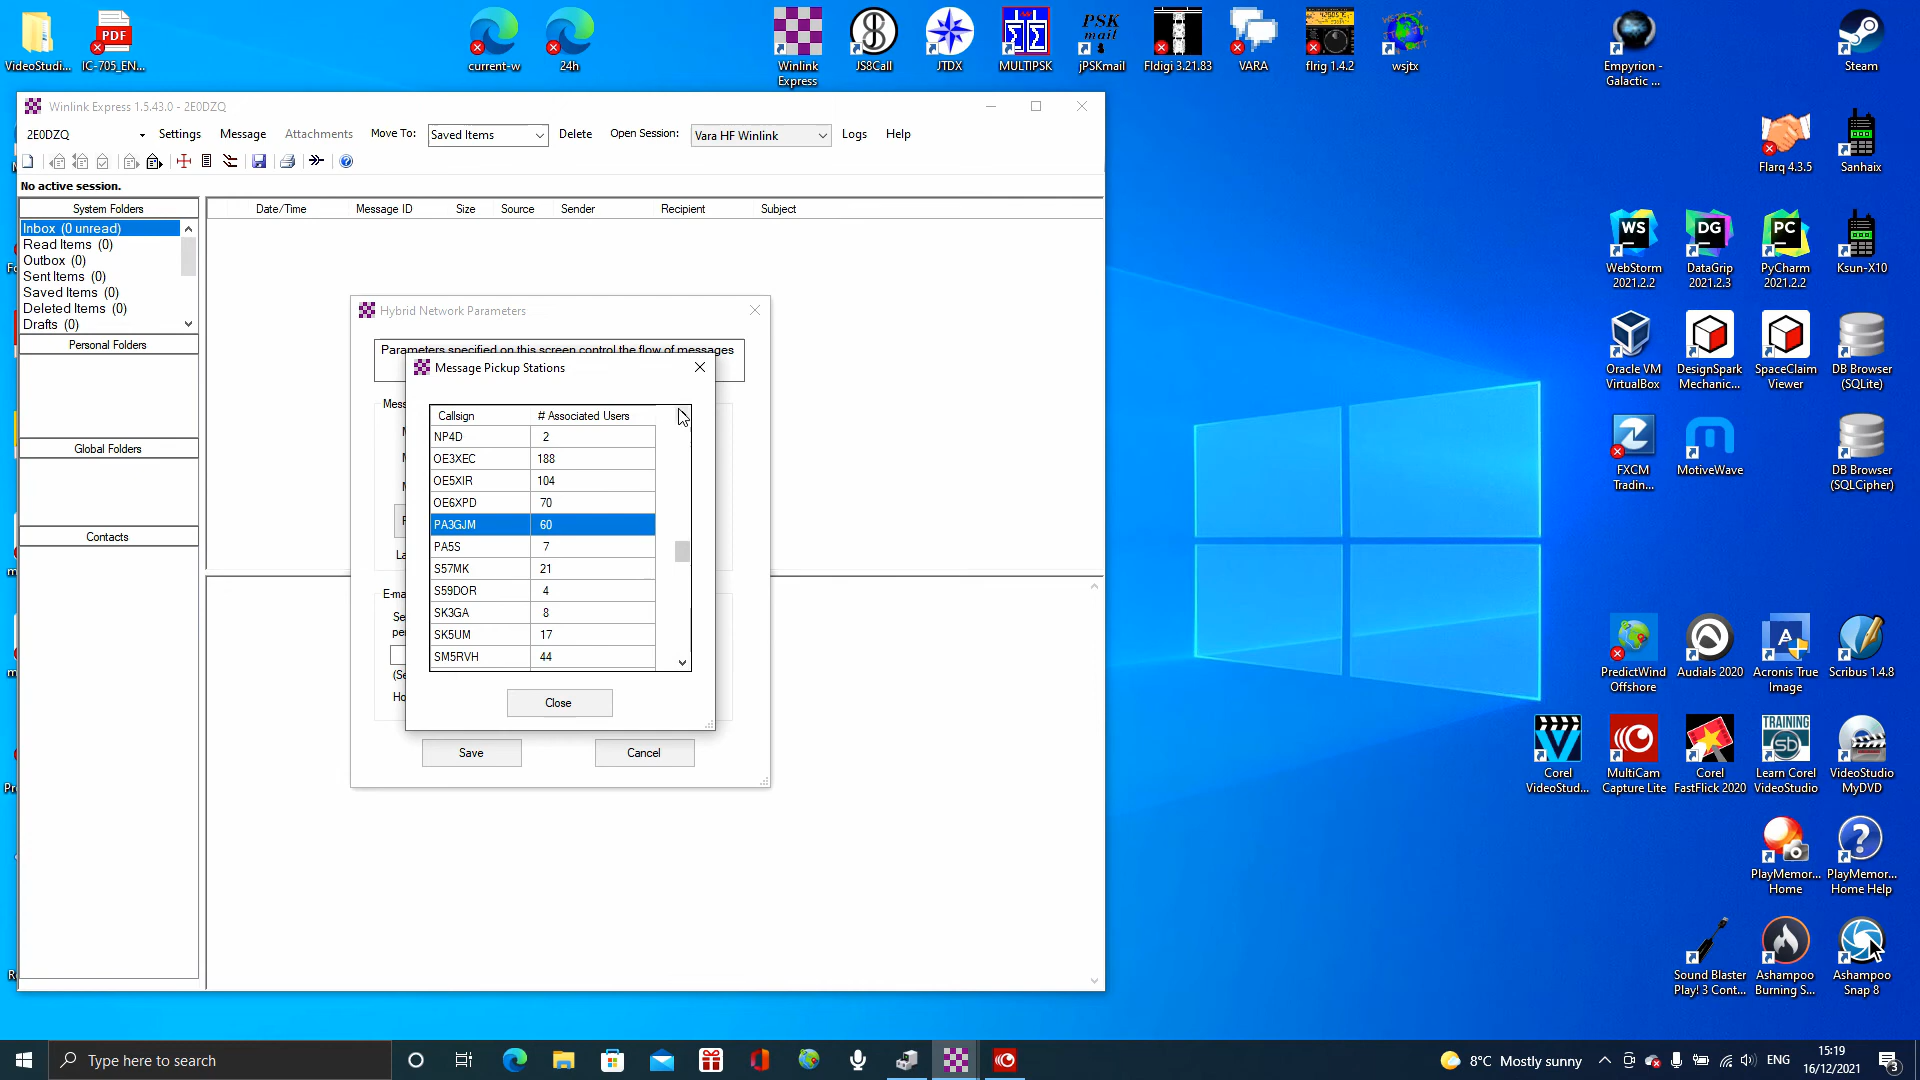 VideoStudi...
IC-705_EN...
current-w
24h
Winlink
Express
JS8Call
JTDX
MULTIPSK
PSK
mail
jPSKmail
Fldigi 3.21.83
VARA
flrig 1.4.2
wsjtx
Empyrion -
Galactic ...
Steam
Winlink Express 1.5.43.0 - 2E0DZQ
2E0DZQ
Settings
Message
Attachments
Move To:
Saved Items
Delete
Open Session:
Vara HF Winlink
Logs
Help
No active session.
System Folders
Inbox (0 unread)
Read Items (0)
Outbox (0)
Sent Items (0)
Saved Items (0)
Deleted Items (0)
Drafts (0)
Personal Folders
Global Folders
Contacts
Date/Time
Message ID
Size
Source
Sender
Recipient
Subject
Hybrid Network Parameters
Parameters specified on this screen control the flow of messages
Message Pickup Stations
Callsign # Associated Users
NP4D 2
OE3XEC 188
OE5XIR 104
OE6XPD 70
PA3GJM 60
PA5S 7
S57MK 21
S59DOR 4
SK3GA 8
SK5UM 17
SM5RVH 44
Close
Save
Cancel
Flarq 4.3.5
Sanhaix
WS
WebStorm
2021.2.2
DG
DataGrip
2021.2.3
PC
PyCharm
2021.2.2
Ksun-X10
Oracle VM
VirtualBox
DesignSpark
Mechanic...
SpaceClaim
Viewer
DB Browser
(SQLite)
FXCM
Tradin...
MotiveWave
DB Browser
(SQLCipher)
PredictWind
Offshore
Audials 2020
Acronis True
Image
Scribus 1.4.8
Corel
VideoStud...
MultiCam
Capture Lite
Corel
FastFlick 2020
TRAINING
sb
Learn Corel
VideoStudio
VideoStudio
MyDVD
PlayMemor...
Home
PlayMemor...
Home Help
Sound Blaster
Play! 3 Cont...
Ashampoo
Burning S...
Ashampoo
Snap 8
Type here to search
8°C Mostly sunny
ENG
15:19
16/12/2021
3